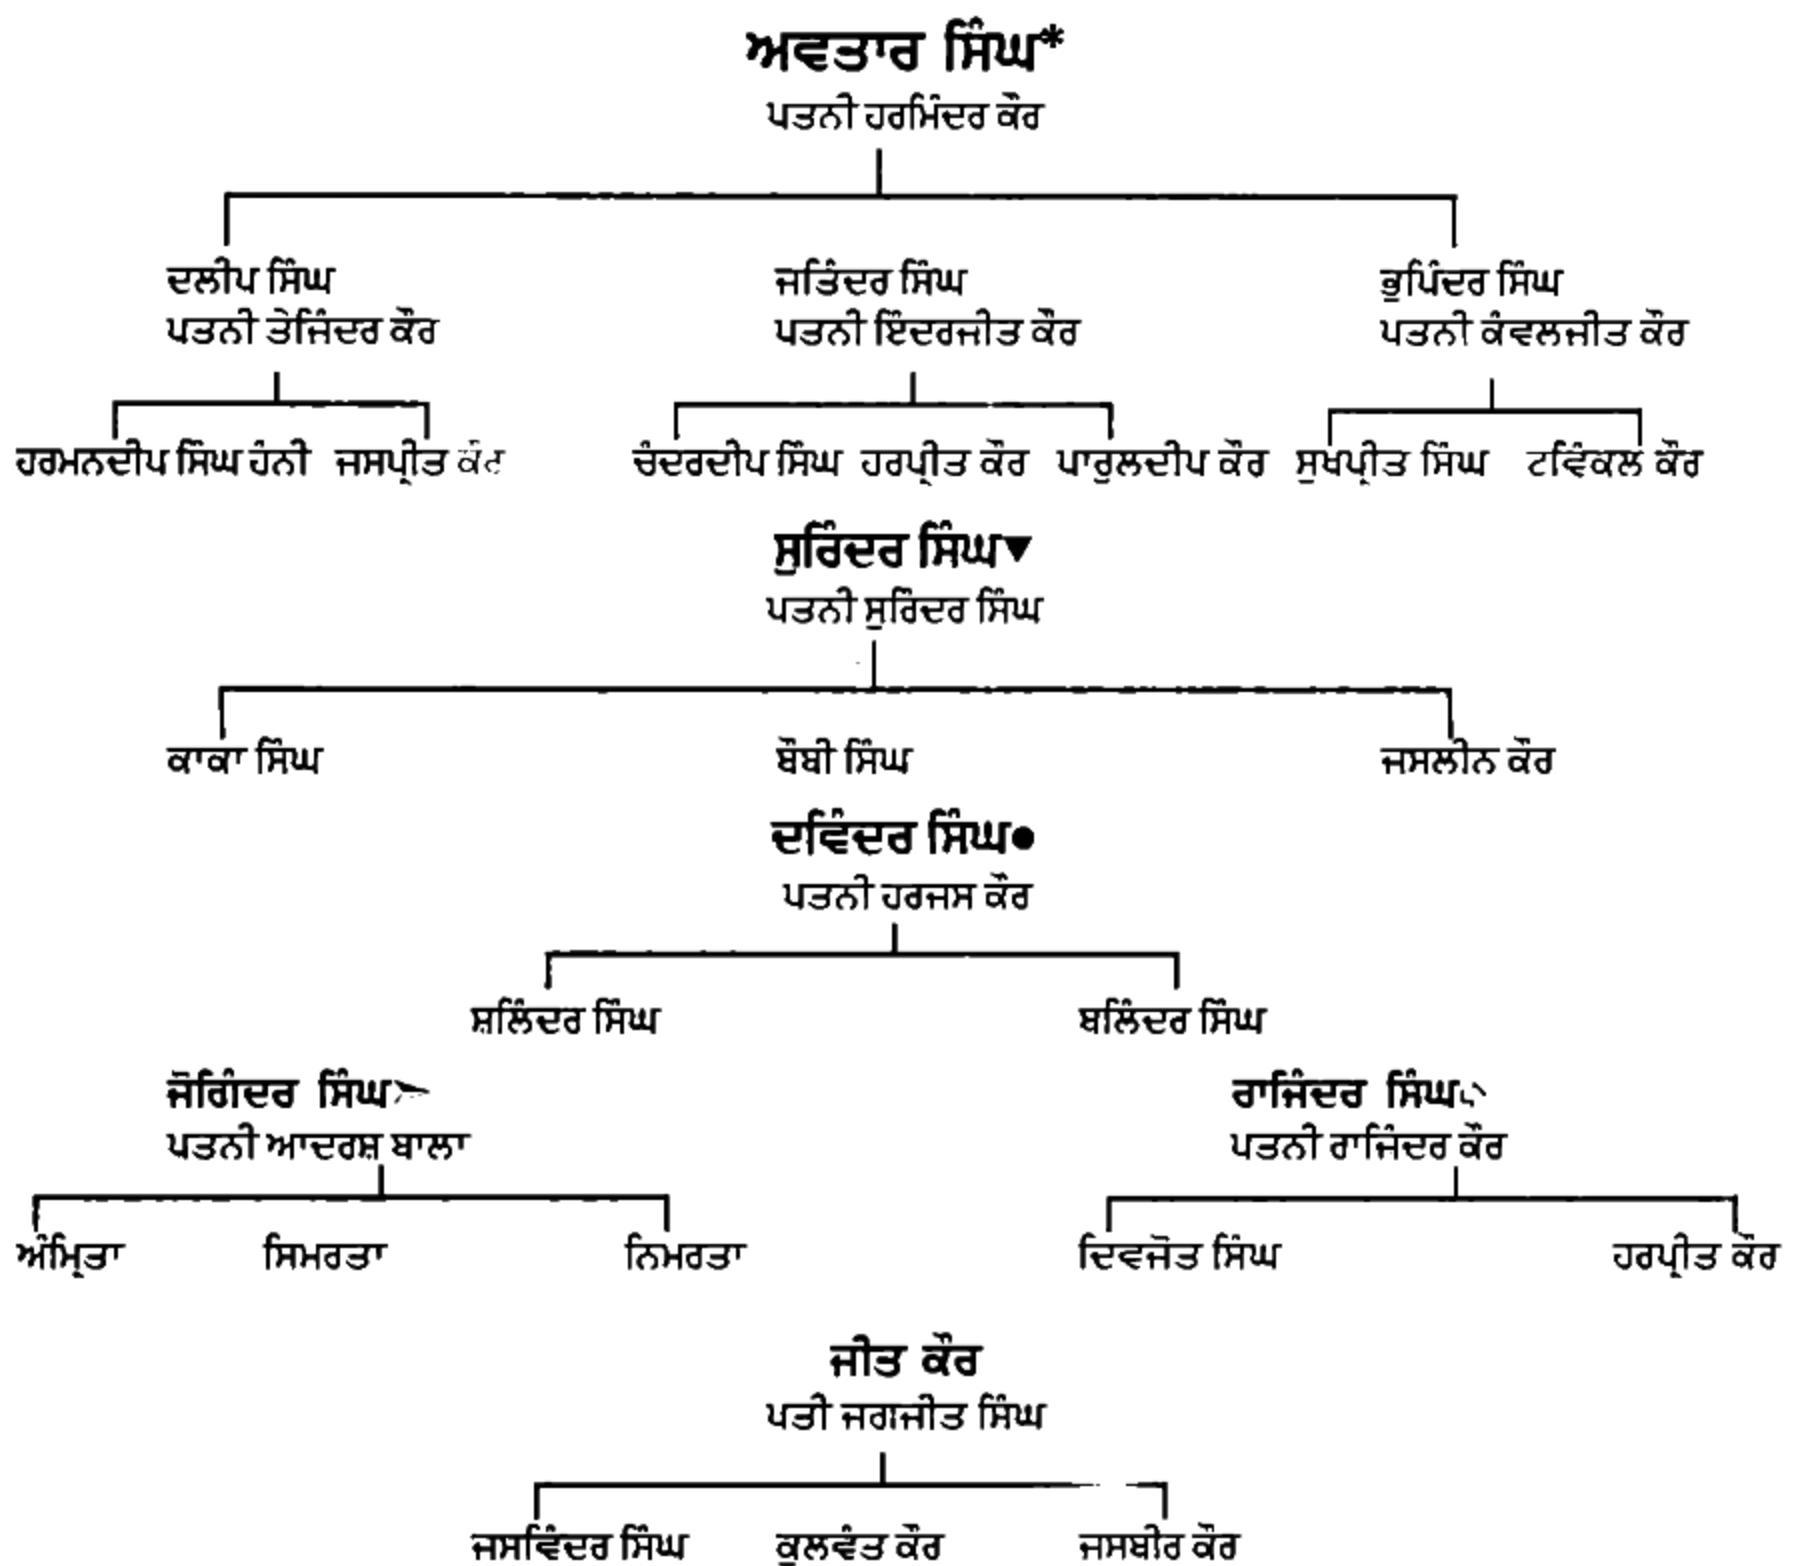 ਅਵਤਾਰ ਸਿੰਘ*
ਪਤਨੀ ਹਰਮਿੰਦਰ ਕੌਰ
ਦਲੀਪ ਸਿੰਘ ਜਤਿੰਦਰ ਸਿੰਘ ਭੁਪਿੰਦਰ ਸਿੰਘ
ਪਤਨੀ ਤੇਜਿੰਦਰ ਕੌਰ ਪਤਨੀ ਇੰਦਰਜੀਤ ਕੌਰ ਪਤਨੀ ਕੰਵਲਜੀਤ ਕੌਰ
ਹਰਮਨਦੀਪ ਸਿੰਘ ਹੰਨੀ ਜਸਪ੍ਰੀਤ ਕੌਰ ਚੰਦਰਦੀਪ ਸਿੰਘ ਹਰਪ੍ਰੀਤ ਕੌਰ ਪਾਰੁਲਦੀਪ ਕੌਰ ਸੁਖਪ੍ਰੀਤ ਸਿੰਘ ਟਵਿੰਕਲ ਕੌਰ
ਸੁਰਿੰਦਰ ਸਿੰਘ▼
ਪਤਨੀ ਸੁਰਿੰਦਰ ਸਿੰਘ
ਕਾਕਾ ਸਿੰਘ ਬੌਬੀ ਸਿੰਘ ਜਸਲੀਨ ਕੌਰ
ਦਵਿੰਦਰ ਸਿੰਘ●
ਪਤਨੀ ਹਰਜਸ ਕੌਰ
ਸ਼ਲਿੰਦਰ ਸਿੰਘ ਬਲਿੰਦਰ ਸਿੰਘ
ਜੋਗਿੰਦਰ ਸਿੰਘ➤ ਰਾਜਿੰਦਰ ਸਿੰਘ
ਪਤਨੀ ਆਦਰਸ਼ ਬਾਲਾ ਪਤਨੀ ਰਾਜਿੰਦਰ ਕੌਰ
ਅੰਮ੍ਰਿਤਾ ਸਿਮਰਤਾ ਨਿਮਰਤਾ ਦਿਵਜੋਤ ਸਿੰਘ ਹਰਪ੍ਰੀਤ ਕੌਰ
ਜੀਤ ਕੌਰ
ਪਤੀ ਜਗਜੀਤ ਸਿੰਘ
ਜਸਵਿੰਦਰ ਸਿੰਘ ਕੁਲਵੰਤ ਕੌਰ ਜਸਬੀਰ ਕੌਰ